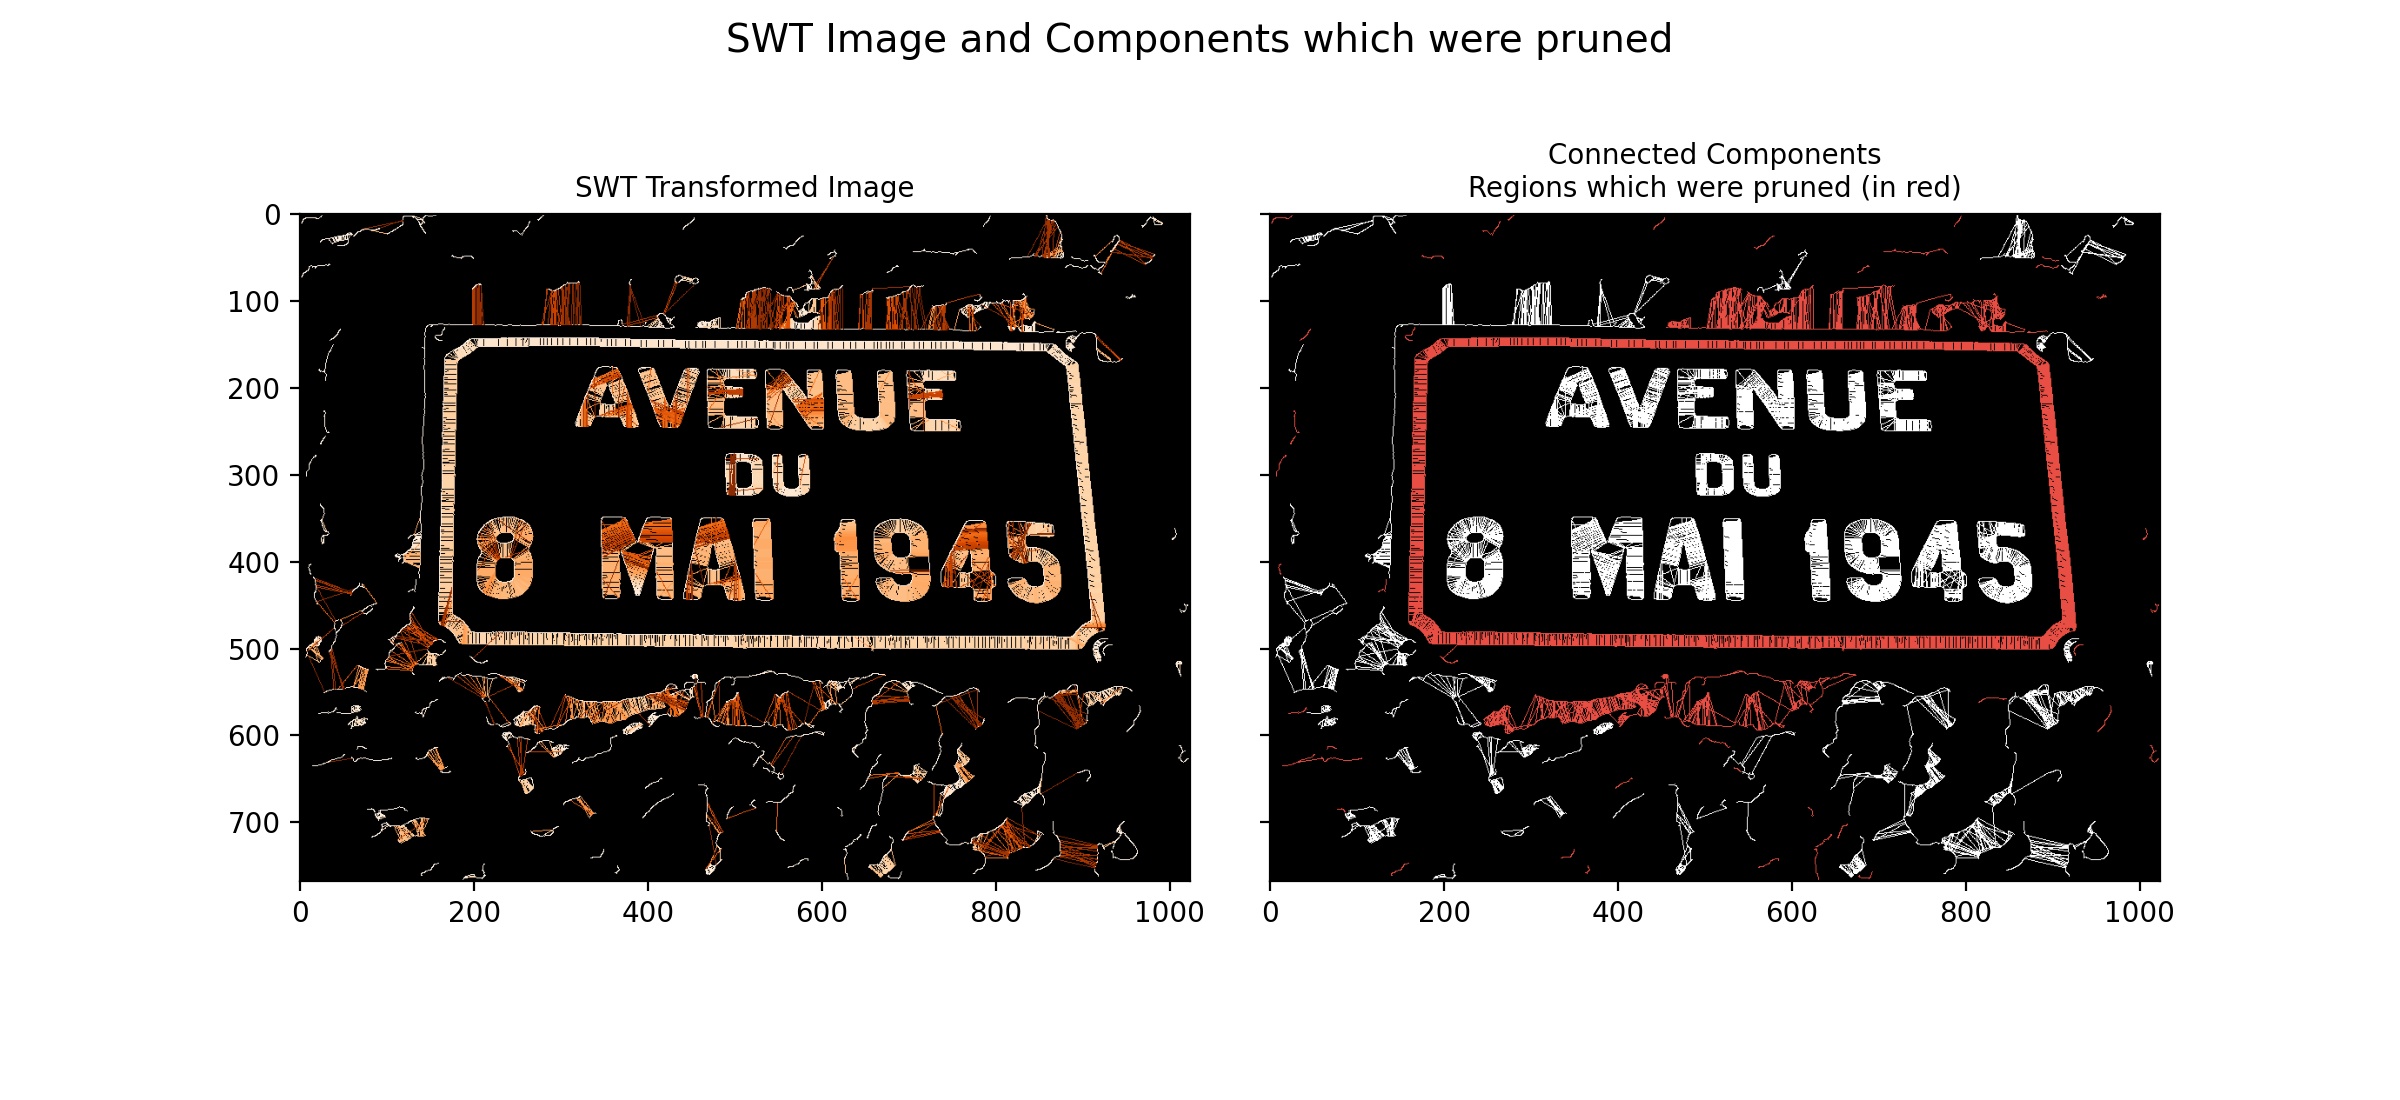 SWT Image and Components which were pruned
SWT Transformed Image
0
100
200
300
400
500
600
700
0 200 400 600 800 1000
AVENUE
DU
8 MAI 1945
Connected Components
Regions which were pruned (in red)
AVENUE
DU
8 MAI 1945
0 200 400 600 800 1000